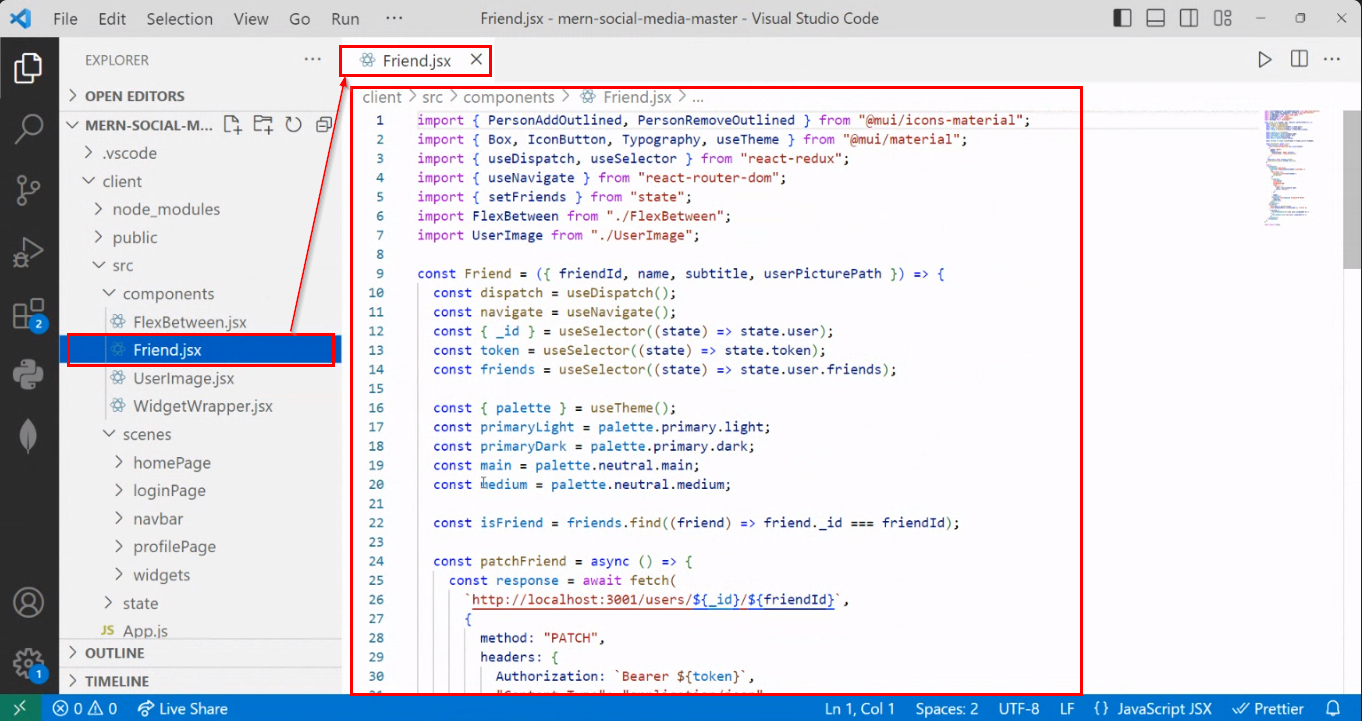 File Edit Selection View Go Run ... Friend.jsx - mern-social-media-master - Visual Studio Code
EXPLORER ...
OPEN EDITORS
MERN-SOCIAL-M...
.vscode
client
node_modules
public
src
components
FlexBetween.jsx
Friend.jsx
UserImage.jsx
WidgetWrapper.jsx
scenes
homePage
loginPage
navbar
profilePage
widgets
state
JS App.js
OUTLINE
TIMELINE
2
1
Friend.jsx
client > src > components > Friend.jsx > ...
1 import { PersonAddOutlined, PersonRemoveOutlined } from "@mui/icons-material";
2 import { Box, IconButton, Typography, useTheme } from "@mui/material";
3 import { useDispatch, useSelector } from "react-redux";
4 import { useNavigate } from "react-router-dom";
5 import { setFriends } from "state";
6 import FlexBetween from "./FlexBetween";
7 import UserImage from "./UserImage";
8
9 const Friend = ({ friendId, name, subtitle, userPicturePath }) => {
10 const dispatch = useDispatch();
11 const navigate = useNavigate();
12 const { _id } = useSelector((state) => state.user);
13 const token = useSelector((state) => state.token);
14 const friends = useSelector((state) => state.user.friends);
15
16 const { palette } = useTheme();
17 const primaryLight = palette.primary.light;
18 const primaryDark = palette.primary.dark;
19 const main = palette.neutral.main;
20 const medium = palette.neutral.medium;
21
22 const isFriend = friends.find((friend) => friend._id === friendId);
23
24 const patchFriend = async () => {
25 const response = await fetch(
26 `http://localhost:3001/users/${_id}/${friendId}`,
27 {
28 method: "PATCH",
29 headers: {
30 Authorization: `Bearer ${token}`,
31 "Content-Type": "application/json",
0 0 Live Share Ln 1, Col 1 Spaces: 2 UTF-8 LF {} JavaScript JSX Prettier